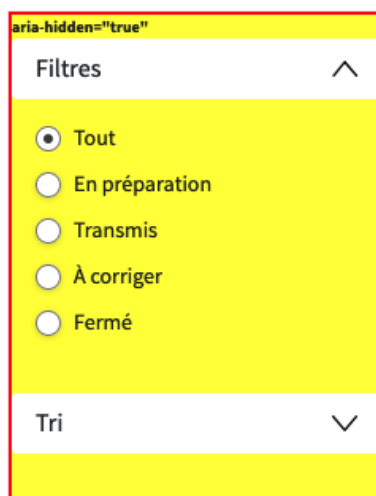 aria-hidden="true"
Filtres
Tout
En préparation
Transmis
À corriger
Fermé
Tri